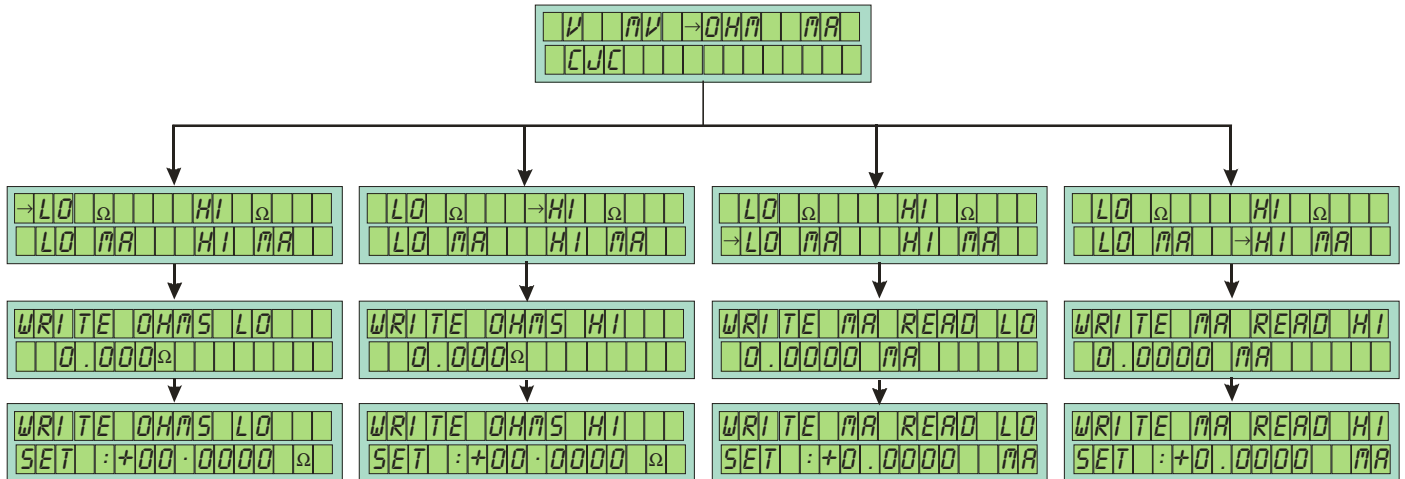 V MV →OHM MA
CJC
→LO Ω HI Ω
LO MA HI MA
LO Ω →HI Ω
LO MA HI MA
LO Ω HI Ω
→LO MA HI MA
LO Ω HI Ω
LO MA →HI MA
WRITE OHMS LO
0.000Ω
WRITE OHMS HI
0.000Ω
WRITE MA READ LO
0.0000 MA
WRITE MA READ HI
0.0000 MA
WRITE OHMS LO
SET :+00.0000 Ω
WRITE OHMS HI
SET :+00.0000 Ω
WRITE MA READ LO
SET :+0.0000 MA
WRITE MA READ HI
SET :+0.0000 MA